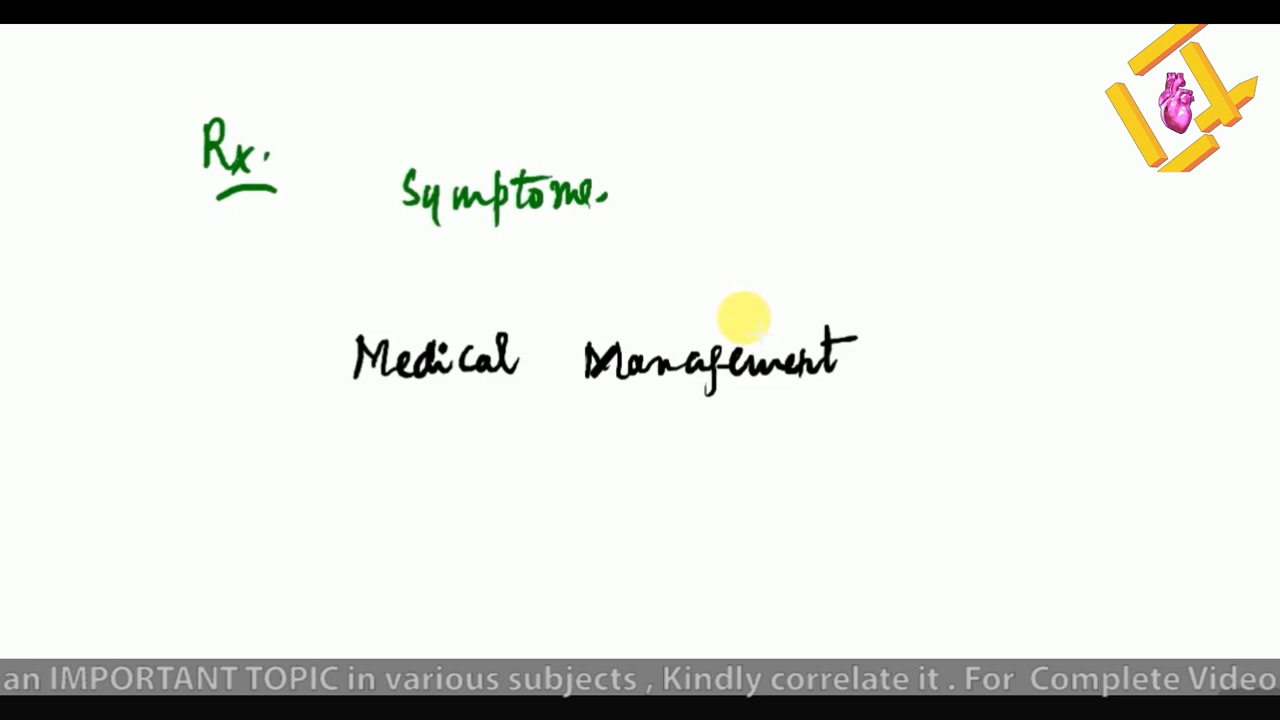 Rx.
Symptoms.
Medical Management
an IMPORTANT TOPIC in various subjects , Kindly correlate it . For Complete Video